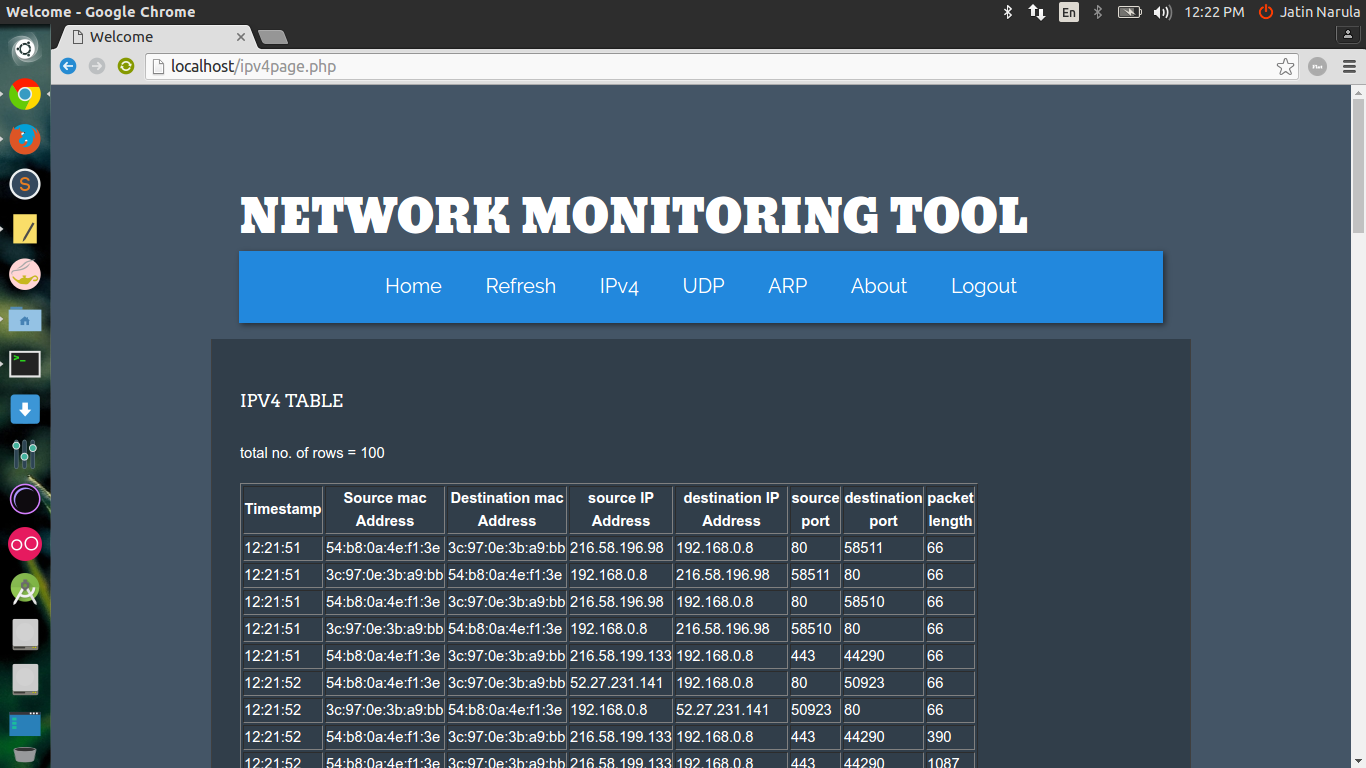 Welcome - Google Chrome
En
12:22 PM
Jatin Narula
Welcome
localhost/ipv4page.php
NETWORK MONITORING TOOL
Home Refresh IPv4 UDP ARP About Logout
IPV4 TABLE
total no. of rows = 100
Timestamp Source mac Address Destination mac Address source IP Address destination IP Address source port destination port packet length
12:21:51 54:b8:0a:4e:f1:3e 3c:97:0e:3b:a9:bb 216.58.196.98 192.168.0.8 80 58511 66
12:21:51 3c:97:0e:3b:a9:bb 54:b8:0a:4e:f1:3e 192.168.0.8 216.58.196.98 58511 80 66
12:21:51 54:b8:0a:4e:f1:3e 3c:97:0e:3b:a9:bb 216.58.196.98 192.168.0.8 80 58510 66
12:21:51 3c:97:0e:3b:a9:bb 54:b8:0a:4e:f1:3e 192.168.0.8 216.58.196.98 58510 80 66
12:21:51 54:b8:0a:4e:f1:3e 3c:97:0e:3b:a9:bb 216.58.199.133 192.168.0.8 443 44290 66
12:21:52 54:b8:0a:4e:f1:3e 3c:97:0e:3b:a9:bb 52.27.231.141 192.168.0.8 80 50923 66
12:21:52 3c:97:0e:3b:a9:bb 54:b8:0a:4e:f1:3e 192.168.0.8 52.27.231.141 50923 80 66
12:21:52 54:b8:0a:4e:f1:3e 3c:97:0e:3b:a9:bb 216.58.199.133 192.168.0.8 443 44290 390
12:21:52 54:b8:0a:4e:f1:3e 3c:97:0e:3b:a9:bb 216.58.199.133 192.168.0.8 443 44290 1087